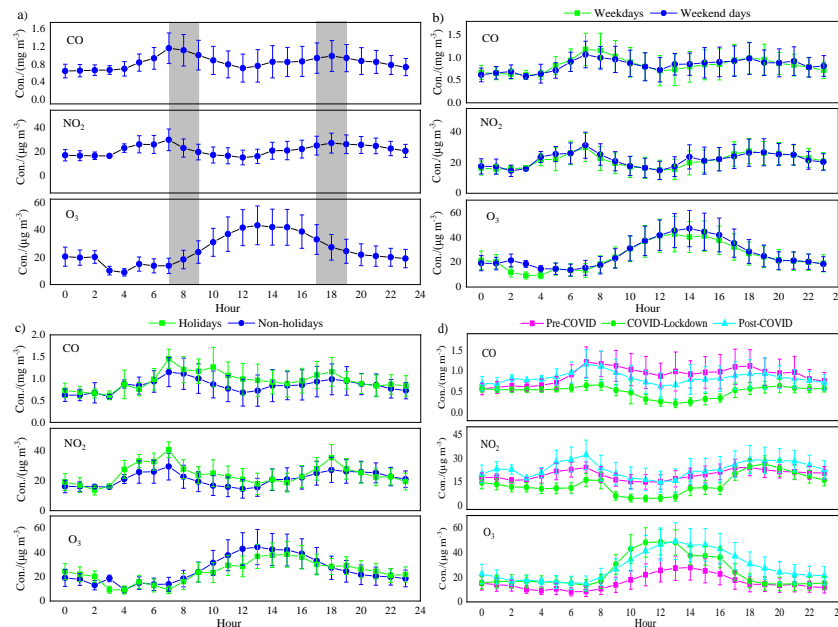 a)
CO
Con./(mg m⁻³)
1.6
1.2
0.8
0.4
0.0
NO₂
Con./(µg m⁻³)
40
20
0
O₃
Con./(µg m⁻³)
60
40
20
0
0 2 4 6 8 10 12 14 16 18 20 22 24
Hour
b)
Weekdays Weekend days
CO
Con./(mg m⁻³)
1.5
1.0
0.5
0.0
NO₂
Con./(µg m⁻³)
40
20
0
O₃
Con./(µg m⁻³)
60
40
20
0
0 2 4 6 8 10 12 14 16 18 20 22 24
Hour
c)
Holidays Non-holidays
CO
Con./(mg m⁻³)
2.0
1.5
1.0
0.5
0.0
NO₂
Con./(µg m⁻³)
40
20
0
O₃
Con./(µg m⁻³)
60
40
20
0
0 2 4 6 8 10 12 14 16 18 20 22 24
Hour
d)
Pre-COVID COVID-Lockdown Post-COVID
CO
Con./(mg m⁻³)
1.5
1.0
0.5
0.0
NO₂
Con./(µg m⁻³)
45
30
15
0
O₃
Con./(µg m⁻³)
60
40
20
0
0 2 4 6 8 10 12 14 16 18 20 22 24
Hour